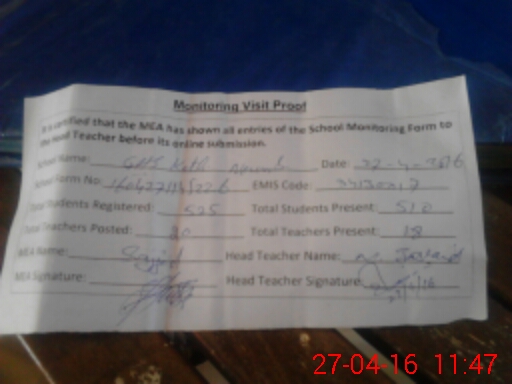 Monitoring Visit Proof
It is certified that the MEA has shown all entries of the School Monitoring Form to
the Head Teacher before its online submission.
School Name: GHS Date:
School Form No: EMIS Code:
Total Students Registered: 525 Total Students Present: 510
Total Teachers Posted: 20 Total Teachers Present: 18
MEA Name: Sajjid Head Teacher Name:
MEA Signature: Head Teacher Signature:
27-04-16 11:47